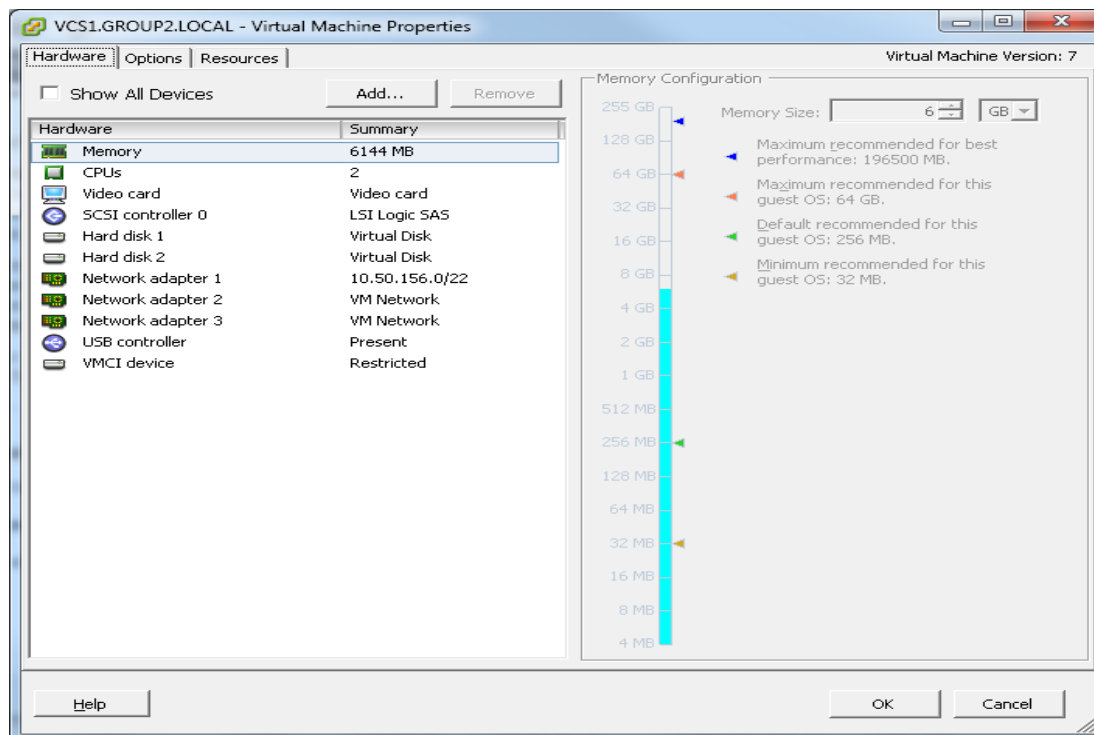 VCS1.GROUP2.LOCAL - Virtual Machine Properties
Hardware Options Resources
Virtual Machine Version: 7
Show All Devices
Add...
Remove
Hardware Summary
Memory 6144 MB
CPUs 2
Video card Video card
SCSI controller 0 LSI Logic SAS
Hard disk 1 Virtual Disk
Hard disk 2 Virtual Disk
Network adapter 1 10.50.156.0/22
Network adapter 2 VM Network
Network adapter 3 VM Network
USB controller Present
VMCI device Restricted
Memory Configuration
255 GB
128 GB
64 GB
32 GB
16 GB
8 GB
4 GB
2 GB
1 GB
512 MB
256 MB
128 MB
64 MB
32 MB
16 MB
8 MB
4 MB
Memory Size: 6 GB
Maximum recommended for best
performance: 196500 MB.
Maximum recommended for this
guest OS: 64 GB.
Default recommended for this
guest OS: 256 MB.
Minimum recommended for this
guest OS: 32 MB.
Help
OK
Cancel